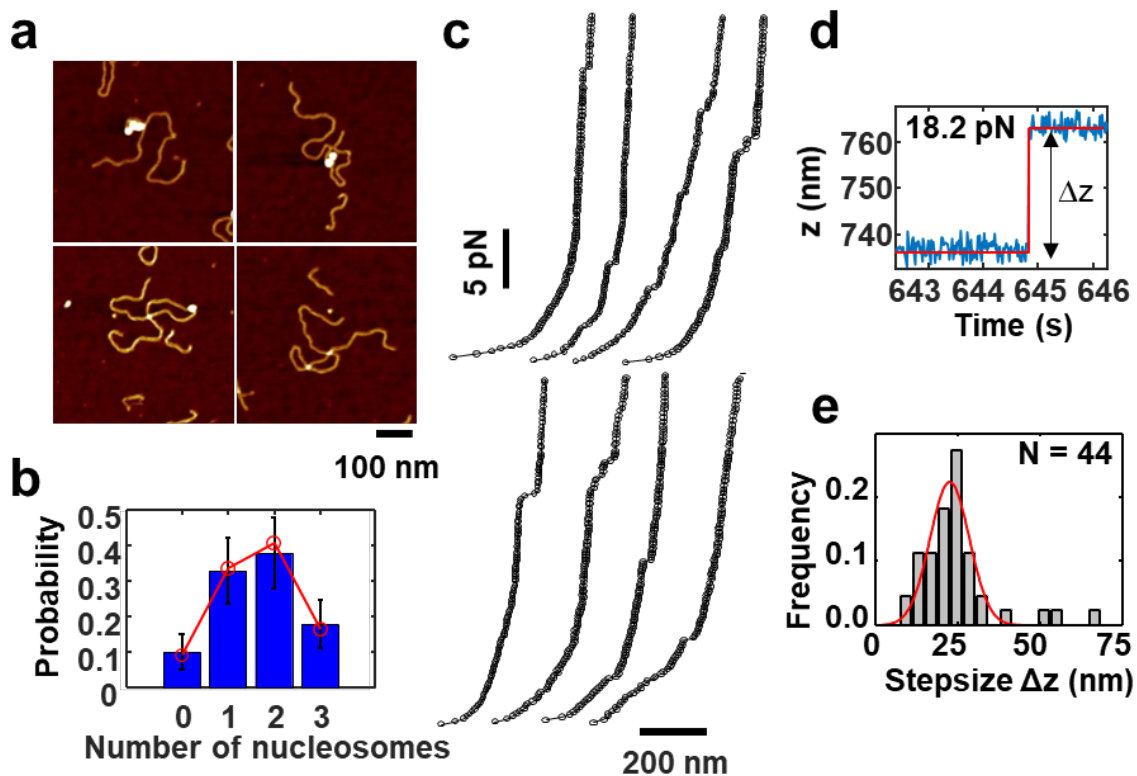 a
100 nm
b
Probability
0.5
0.4
0.3
0.2
0.1
0
0 1 2 3
Number of nucleosomes
c
5 pN
200 nm
d
18.2 pN
z (nm)
760
750
740
Δz
643 644 645 646
Time (s)
e
N = 44
Frequency
0.2
0.1
0.0
0 25 50 75
Stepsize Δz (nm)